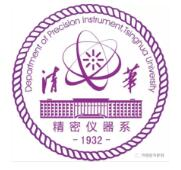 Department of Precision Instrument, Tsinghua University
清華
精密仪器系
- 1932 -